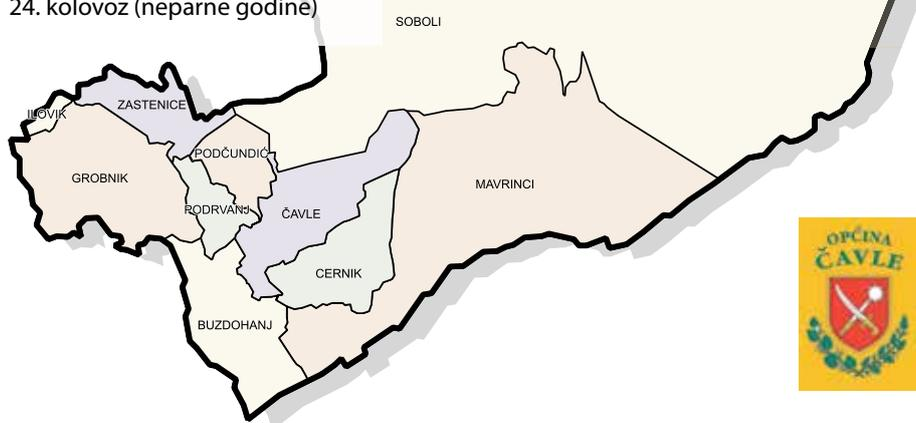 24. kolovoz (neparne godine)
SOBOLI
ZASTENICE
ILOVIK
PODČUNDIĆ
GROBNIK
MAVRINCI
PODRVANJ
ČAVLE
CERNIK
BUZDOHANJ
OPĆINA
ČAVLE